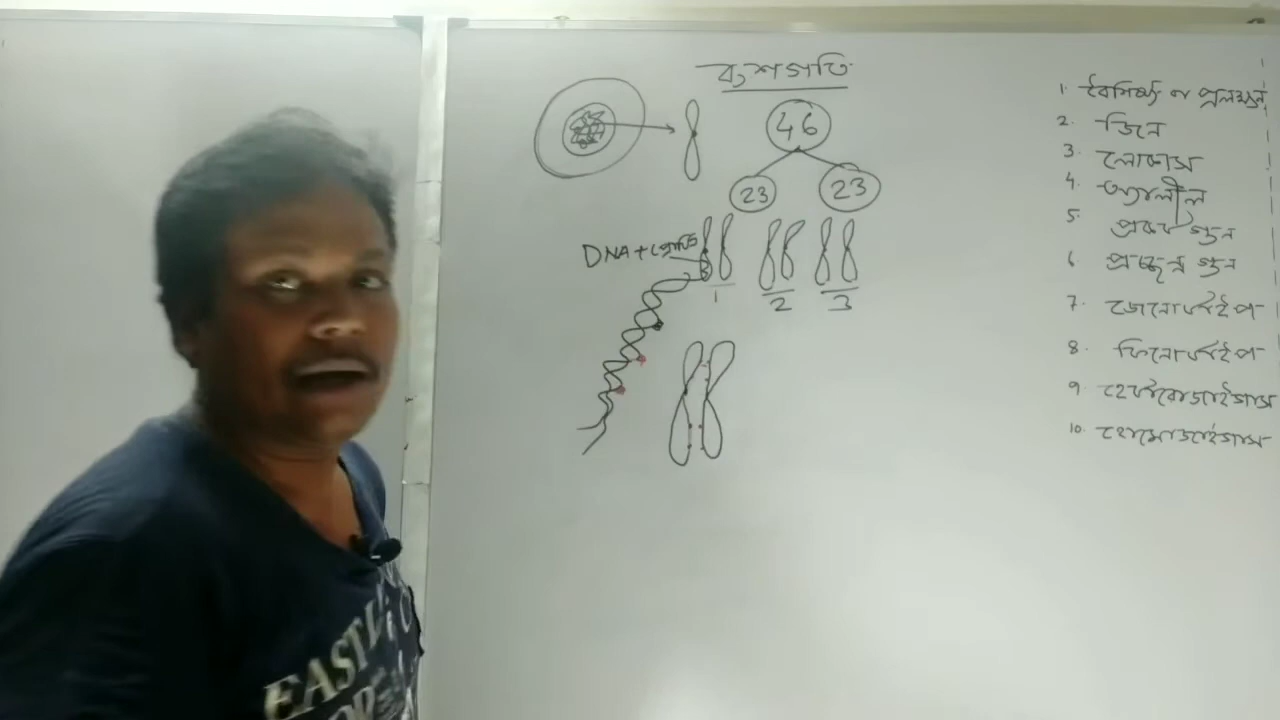 বংশগতি
46
23 23
DNA + প্রোটিন
1 2 3
1. বৈশিষ্ট্য বা প্রলক্ষণ
2. জিন
3. লোকাস
4. অ্যালীল
5. প্রকট গুন
6. প্রচ্ছন্ন গুন
7. জেনোটাইপ
8. ফিনোটাইপ
9. হেটারোজাইগাস
10. হোমোজাইগাস
EASTL